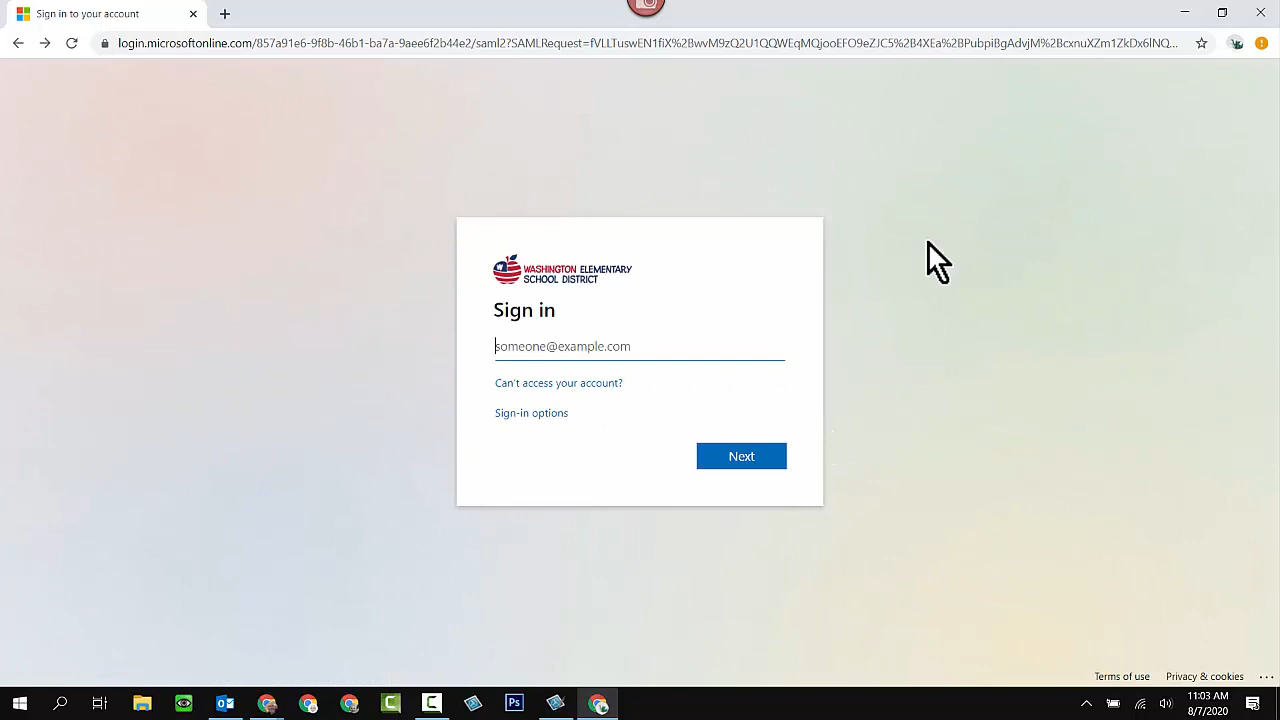 Sign in to your account
login.microsoftonline.com/857a91e6-9f8b-46b1-ba7a-9aee6f2b44e2/saml2?SAMLRequest=fVLLTuswEN1fiX%2BwvM9zQ2U1QQWEqMQjooEFO9eZJC5%2B4XEa%2BPubpiBgAdvjM%2BcxnuXZm1ZkDx6lNQ...
WASHINGTON ELEMENTARY
SCHOOL DISTRICT
Sign in
someone@example.com
Can't access your account?
Sign-in options
Next
Terms of use Privacy & cookies ...
Ps
11:03 AM
8/7/2020